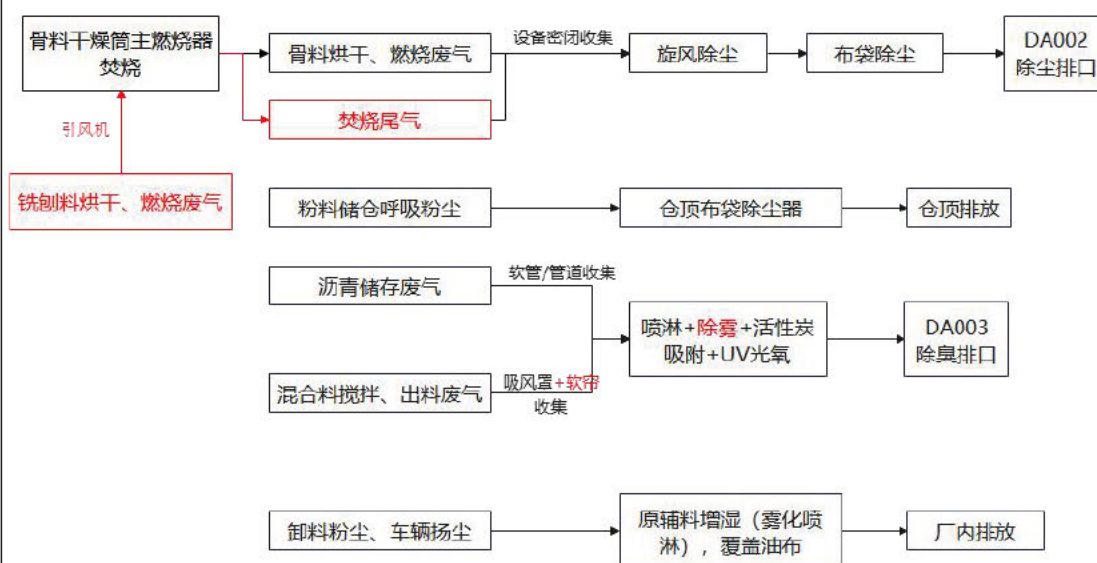 骨料干燥筒主燃烧器
焚烧
骨料烘干、燃烧废气
设备密闭收集
旋风除尘
布袋除尘
DA002
除尘排口
引风机
焚烧尾气
铣刨料烘干、燃烧废气
粉料储仓呼吸粉尘
仓顶布袋除尘器
仓顶排放
沥青储存废气
软管/管道收集
喷淋+除雾+活性炭
吸附+UV光氧
DA003
除臭排口
混合料搅拌、出料废气
吸风罩+软帘
收集
卸料粉尘、车辆扬尘
原辅料增湿（雾化喷
淋），覆盖油布
厂内排放